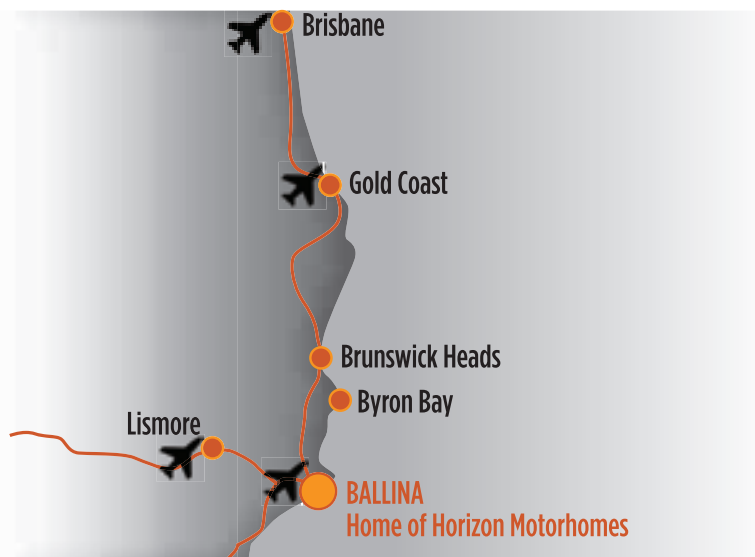 Brisbane
Gold Coast
Brunswick Heads
Byron Bay
Lismore
BALLINA
Home of Horizon Motorhomes